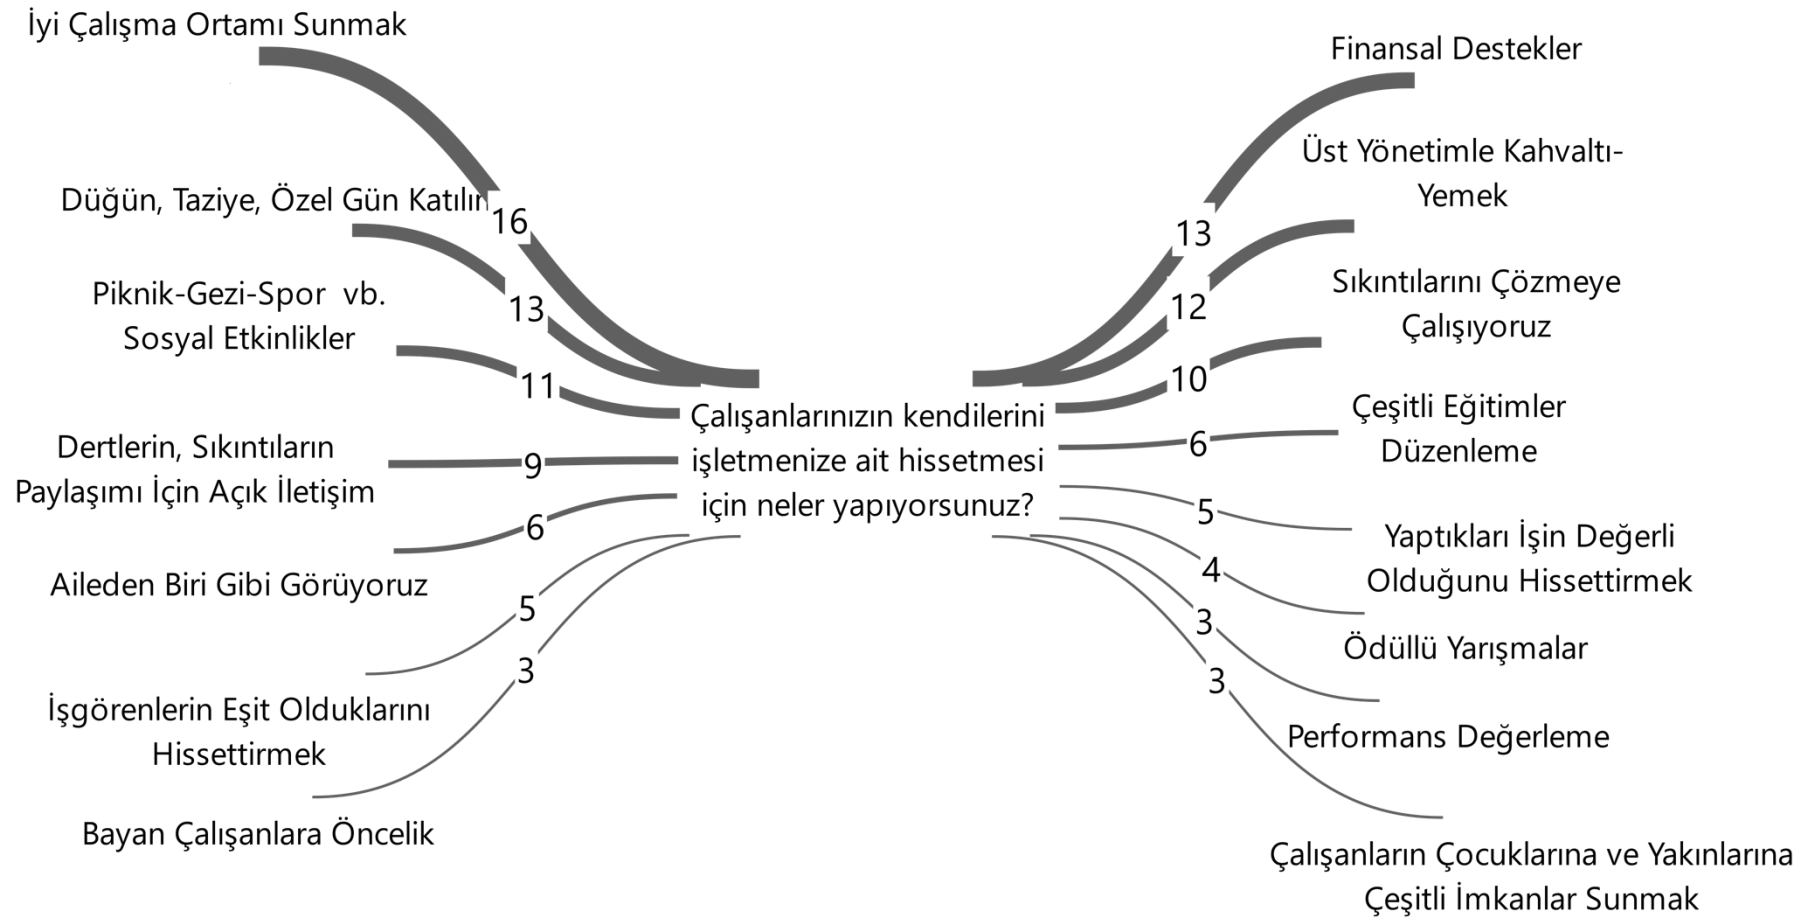 İyi Çalışma Ortamı Sunmak
16
Düğün, Taziye, Özel Gün
13
Piknik-Gezi-Spor vb.
Sosyal Etkinlikler
11
Dertlerin, Sıkıntıların
Paylaşımı İçin Açık İletişim
9
Aileden Biri Gibi Görüyoruz
6
İşgörenlerin Eşit Olduklarını
Hissettirmek
5
Bayan Çalışanlara Öncelik
3
Çalışanlarınızın kendilerini
işletmenize ait hissetmesi
için neler yapıyorsunuz?
Finansal Destekler
13
Üst Yönetimle Kahvaltı-
Yemek
12
Sıkıntılarını Çözmeye
Çalışıyoruz
10
Çeşitli Eğitimler
Düzenleme
6
Yaptıkları İşin Değerli
Olduğunu Hissettirmek
5
Ödüllü Yarışmalar
4
Performans Değerleme
3
Çalışanların Çocuklarına ve Yakınlarına
Çeşitli İmkanlar Sunmak
3